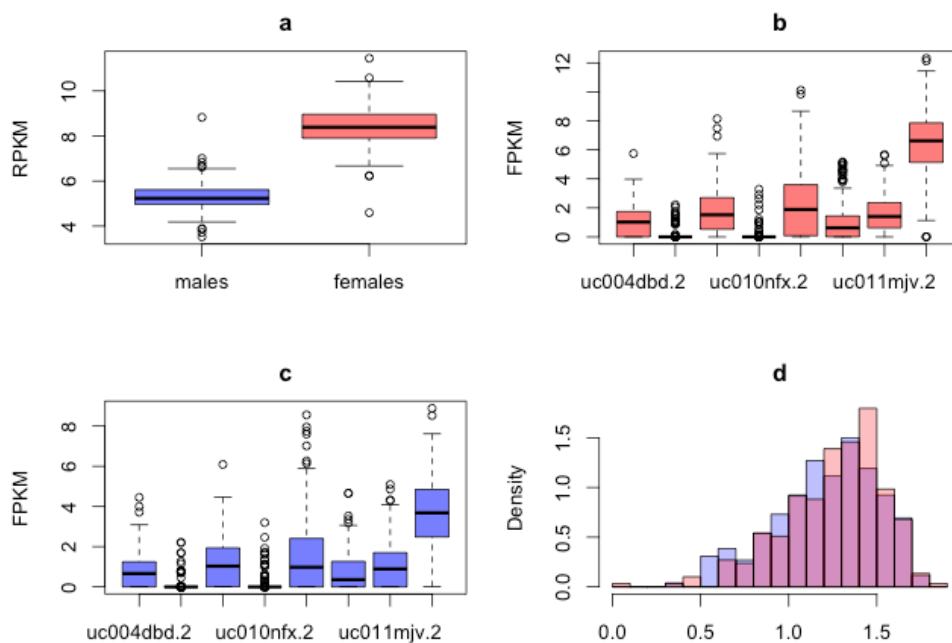 a
RPKM
4 6 8 10
males females
b
FPKM
0 2 4 6 8 12
uc004dbd.2 uc010nfx.2 uc011mjv.2
c
FPKM
0 2 4 6 8
uc004dbd.2 uc010nfx.2 uc011mjv.2
d
Density
0.0 0.5 1.0 1.5
0.0 0.5 1.0 1.5